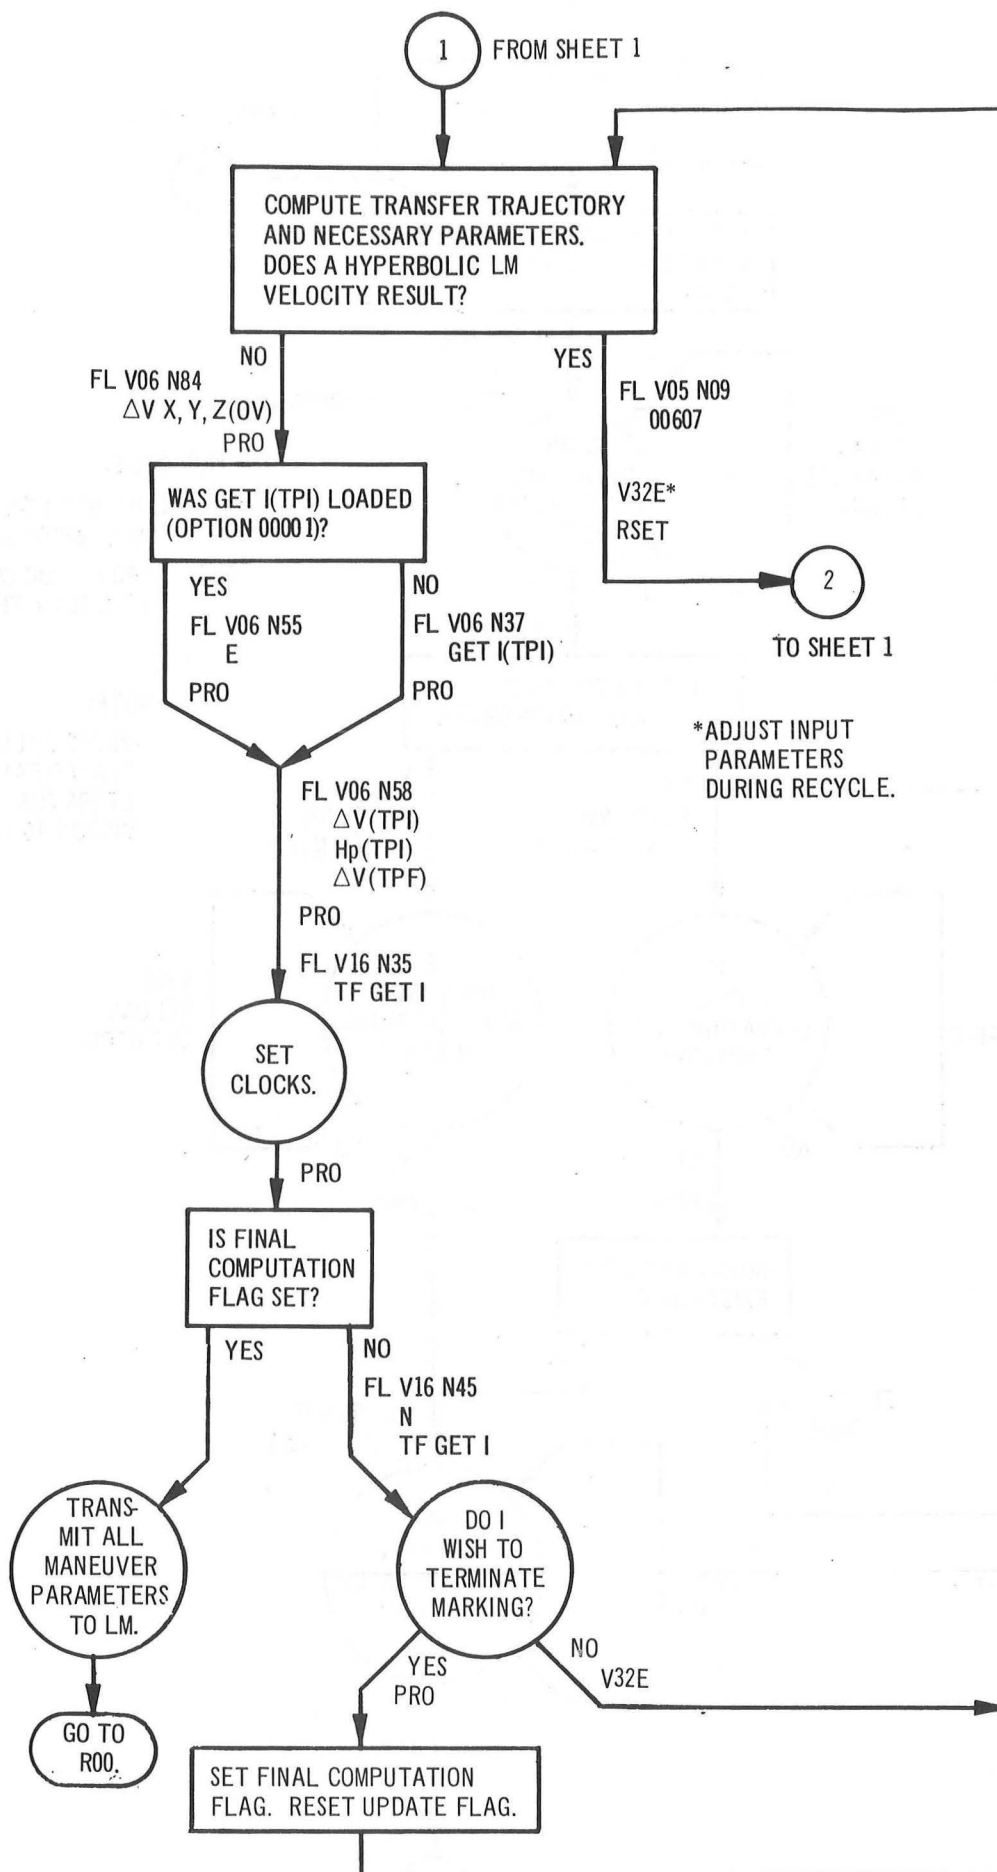 1
FROM SHEET 1
COMPUTE TRANSFER TRAJECTORY
AND NECESSARY PARAMETERS.
DOES A HYPERBOLIC LM
VELOCITY RESULT?
NO
FL V06 N84
△V X, Y, Z(OV)
PRO
YES
FL V05 N09
00607
V32E*
RSET
2
TO SHEET 1
*ADJUST INPUT
PARAMETERS
DURING RECYCLE.
WAS GET I(TPI) LOADED
(OPTION 00001)?
YES
FL V06 N55
E
PRO
NO
FL V06 N37
GET I(TPI)
PRO
FL V06 N58
△V(TPI)
Hp(TPI)
△V(TPF)
PRO
FL V16 N35
TF GET I
SET
CLOCKS.
PRO
IS FINAL
COMPUTATION
FLAG SET?
YES
NO
FL V16 N45
N
TF GET I
TRANS-
MIT ALL
MANEUVER
PARAMETERS
TO LM.
GO TO
R00.
DO I
WISH TO
TERMINATE
MARKING?
YES
PRO
NO
V32E
SET FINAL COMPUTATION
FLAG. RESET UPDATE FLAG.